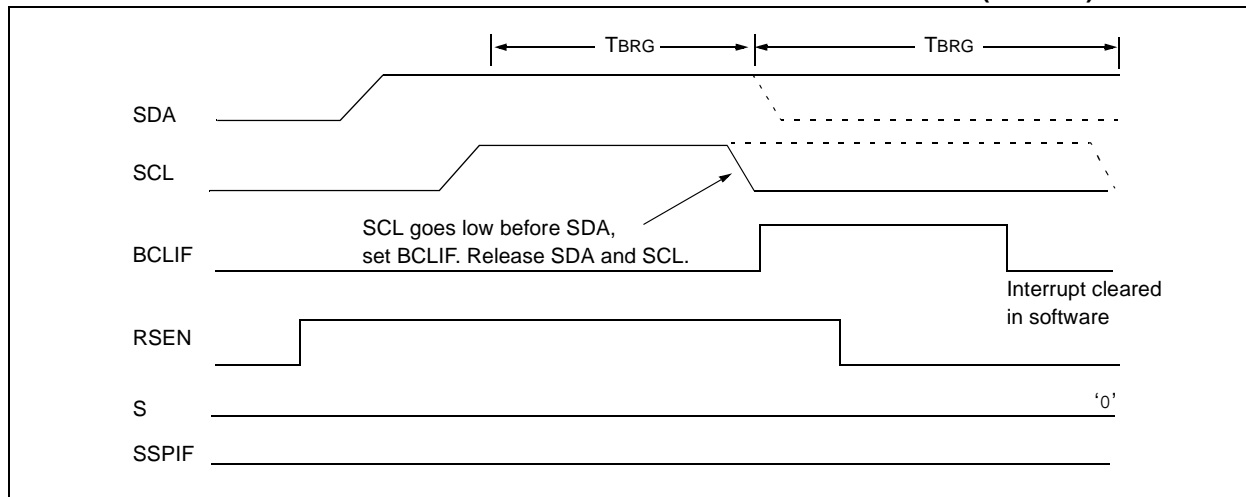 TBRG TBRG
SDA
SCL
SCL goes low before SDA,
set BCLIF. Release SDA and SCL.
BCLIF
Interrupt cleared
in software
RSEN
S ‘0’
SSPIF